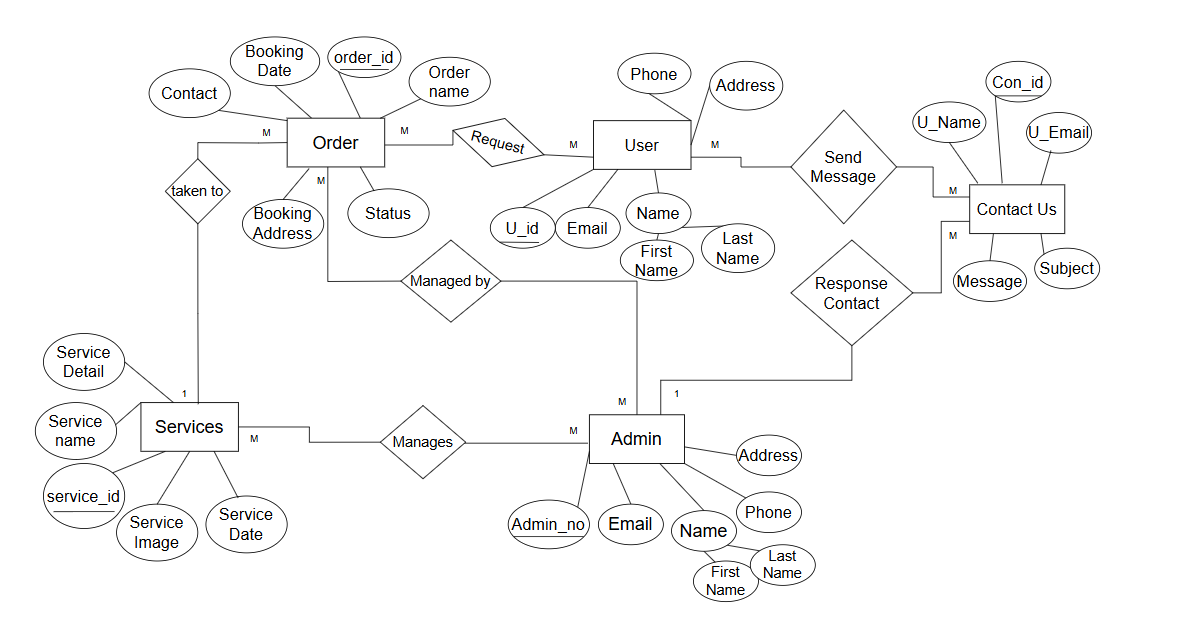 Booking
Date
order_id
Order
name
Contact
Phone
Address
Con_id
U_Name
U_Email
M
Order
M
Request
M
User
M
Send
Message
M
Contact Us
M
taken to
M
Booking
Address
Status
U_id
Email
Name
First
Name
Last
Name
Message
Subject
Managed by
Response
Contact
Service
Detail
1
M
1
Service
name
Services
M
Manages
M
Admin
Address
service_id
Service
Image
Service
Date
Admin_no
Email
Name
Phone
First
Name
Last
Name